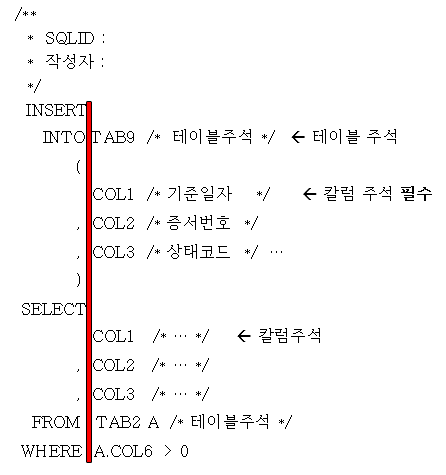 /**
* SQLID :
* 작성자 :
*/
INSERT
INTO TAB9 /* 테이블주석 */ ← 테이블 주석
(
COL1 /* 기준일자 */ ← 칼럼 주석 필수
, COL2 /* 증서번호 */
, COL3 /* 상태코드 */ …
)
SELECT
COL1 /* … */ ← 칼럼주석
, COL2 /* … */
, COL3 /* … */
FROM TAB2 A /* 테이블주석 */
WHERE A.COL6 > 0